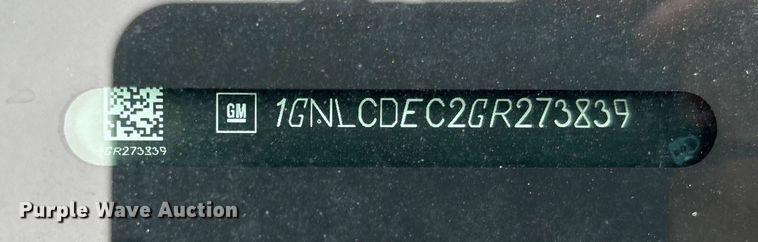 GM 1GNLCDEC2GR273839
GR273839
Purple Wave Auction